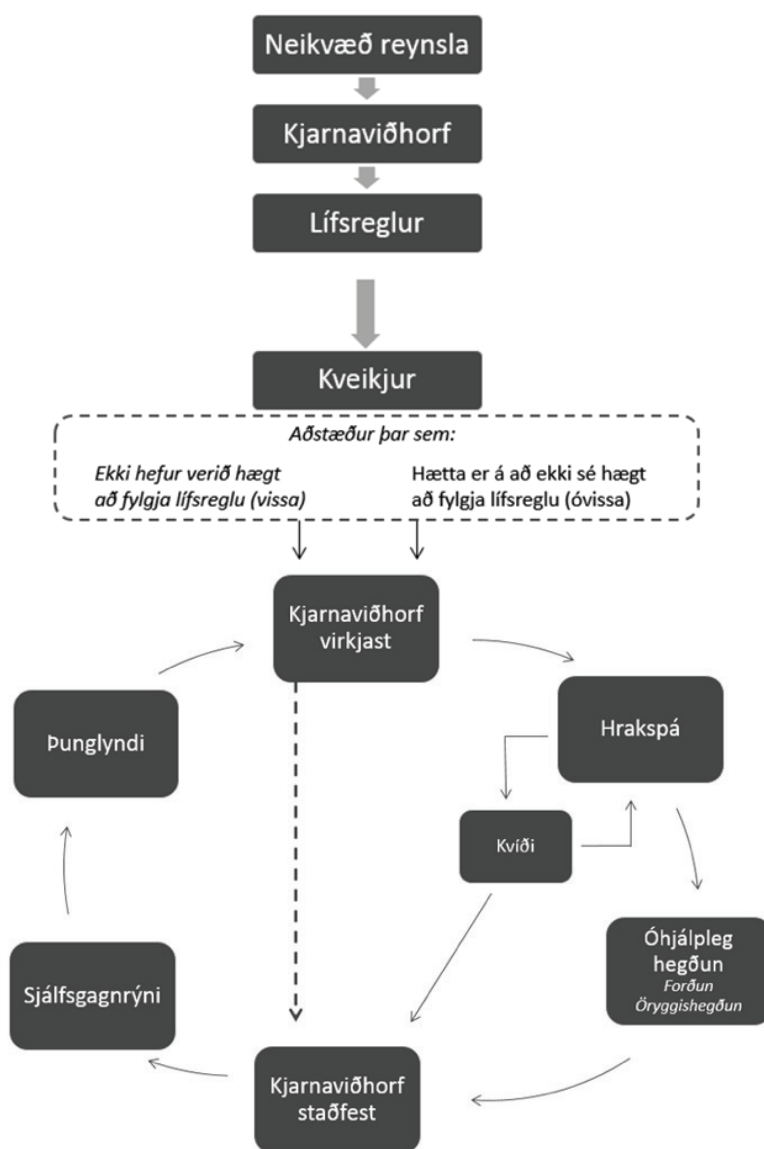 Neikvæð reynsla
Kjarnaviðhorf
Lífsreglur
Kveikjur
Aðstæður þar sem:
Ekki hefur verið hægt
að fylgja lífsreglu (vissa)
Hætta er á að ekki sé hægt
að fylgja lífsreglu (óvissa)
Kjarnaviðhorf
virkjast
Hrakspá
Kvíði
Óhjálpleg
hegðun
Forðun
Öryggishegðun
Kjarnaviðhorf
staðfest
Sjálfsgagnrýni
Þunglyndi